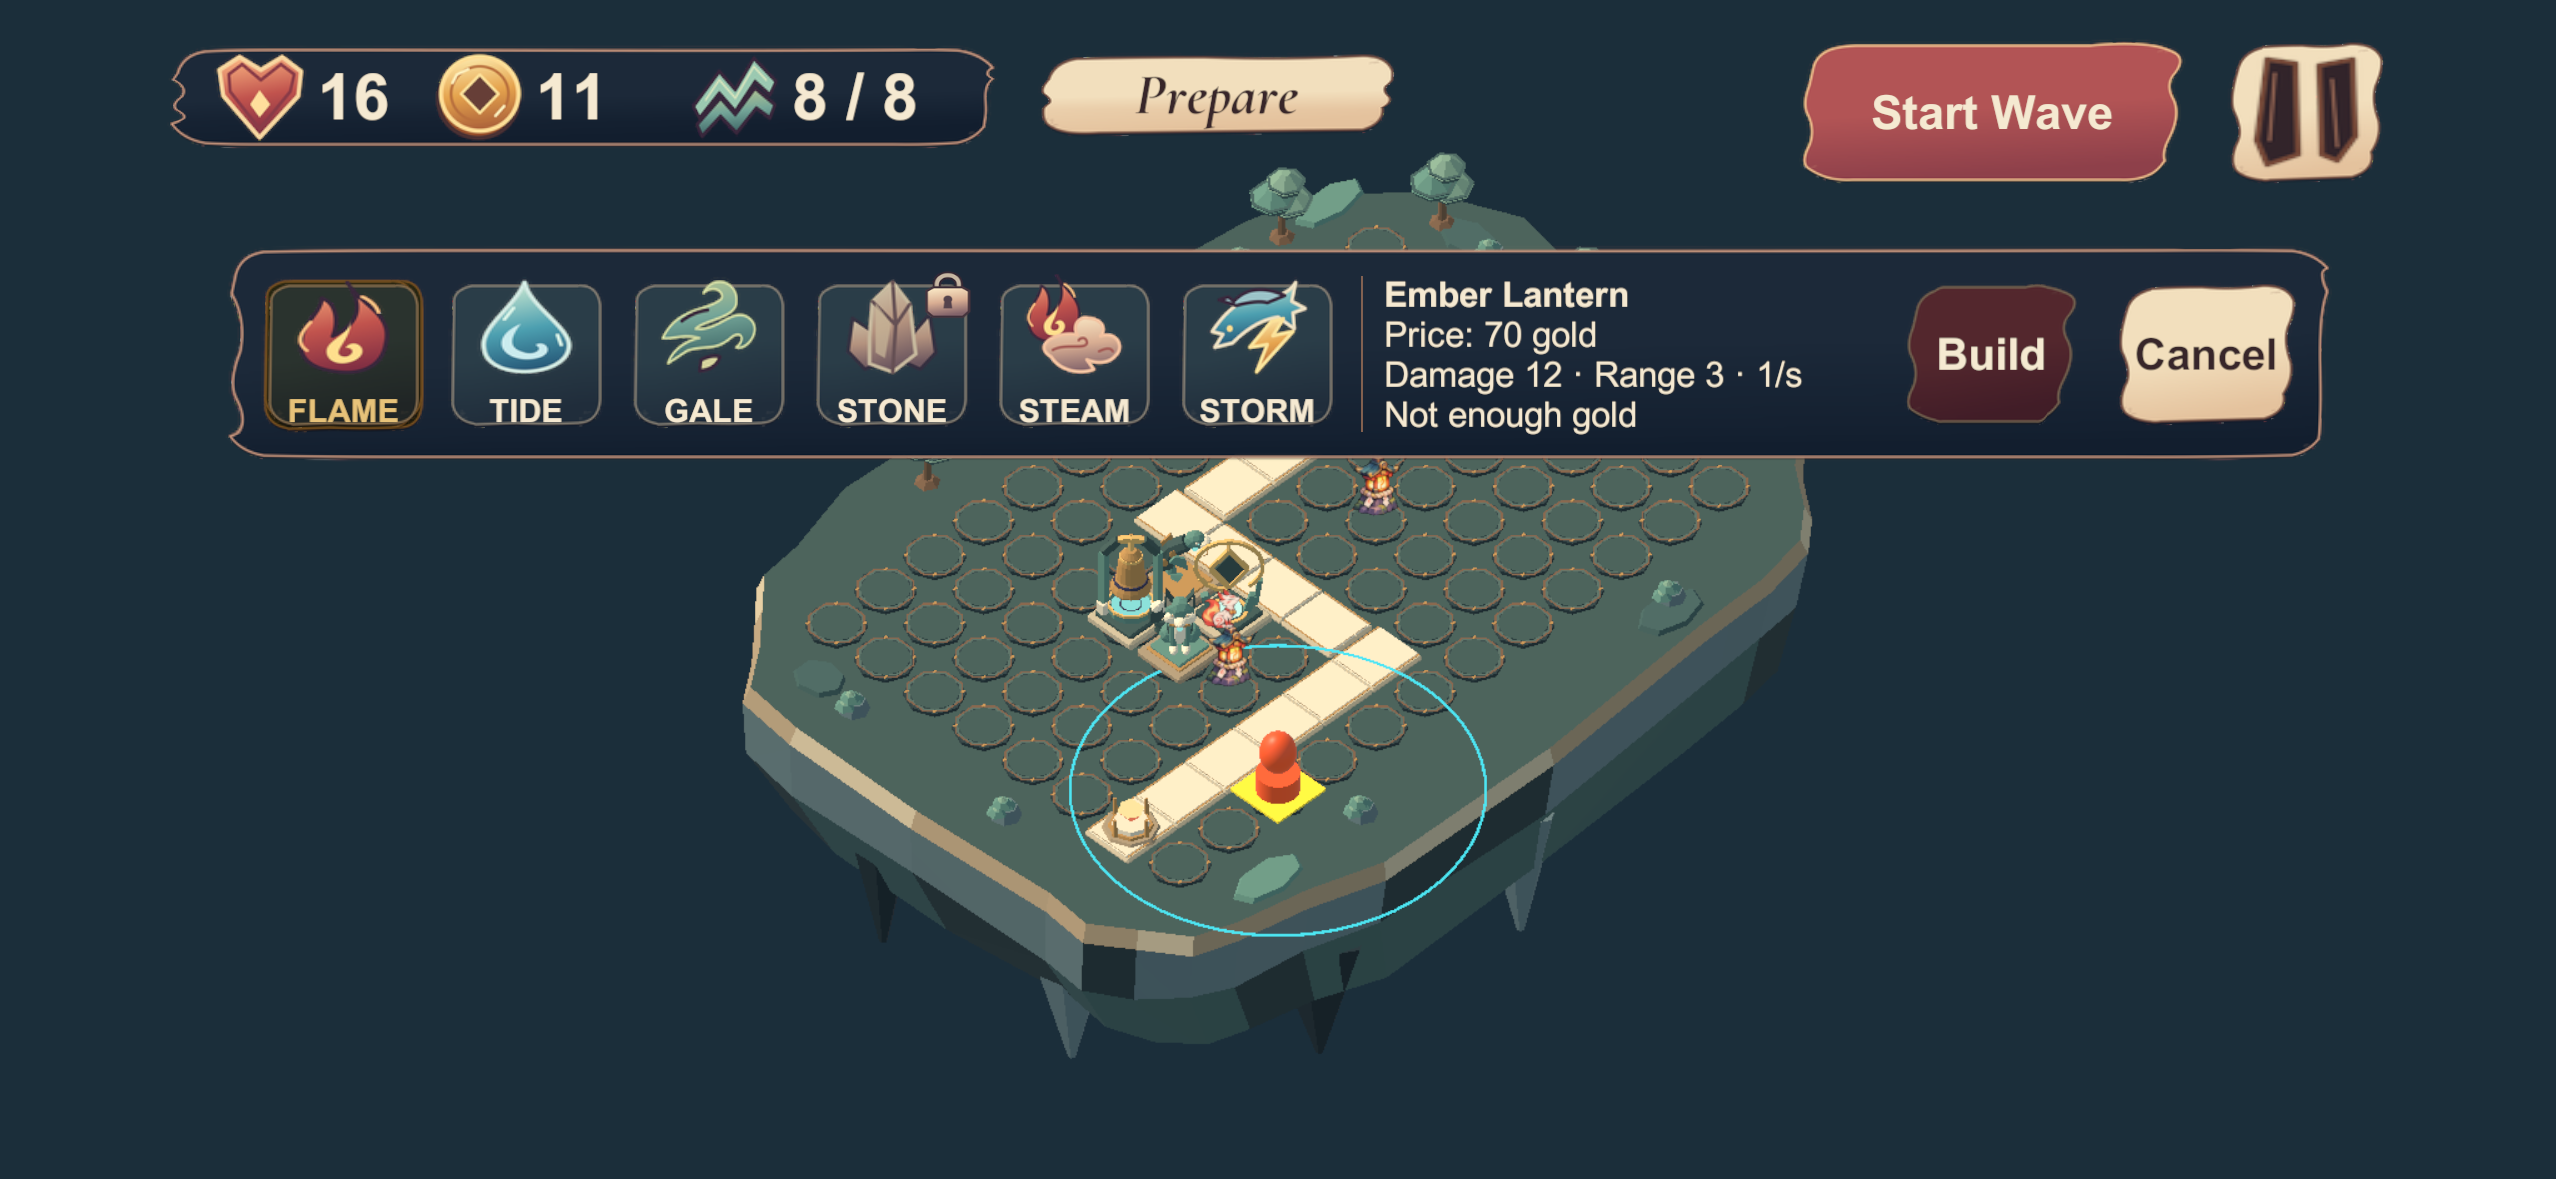 16 11 8 / 8
Prepare
Start Wave
FLAME
TIDE
GALE
STONE
STEAM
STORM
Ember Lantern
Price: 70 gold
Damage 12 · Range 3 · 1/s
Not enough gold
Build
Cancel